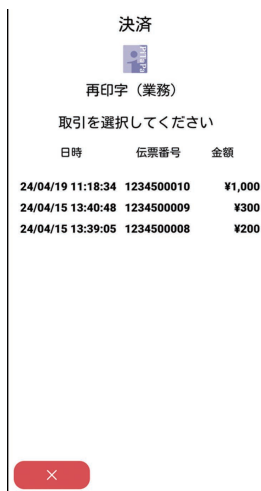 決済
PiTaPa
再印字（業務）
取引を選択してください
日時 伝票番号 金額
24/04/19 11:18:34 1234500010 ¥1,000
24/04/15 13:40:48 1234500009 ¥300
24/04/15 13:39:05 1234500008 ¥200
×